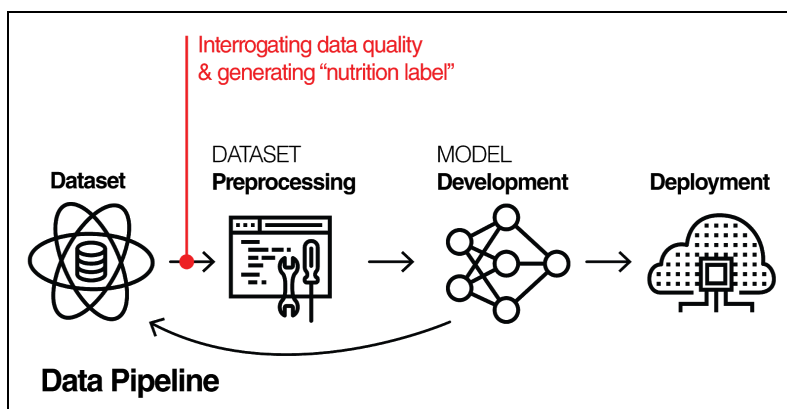 Interrogating data quality
& generating “nutrition label”
Dataset
DATASET
Preprocessing
MODEL
Development
Deployment
Data Pipeline